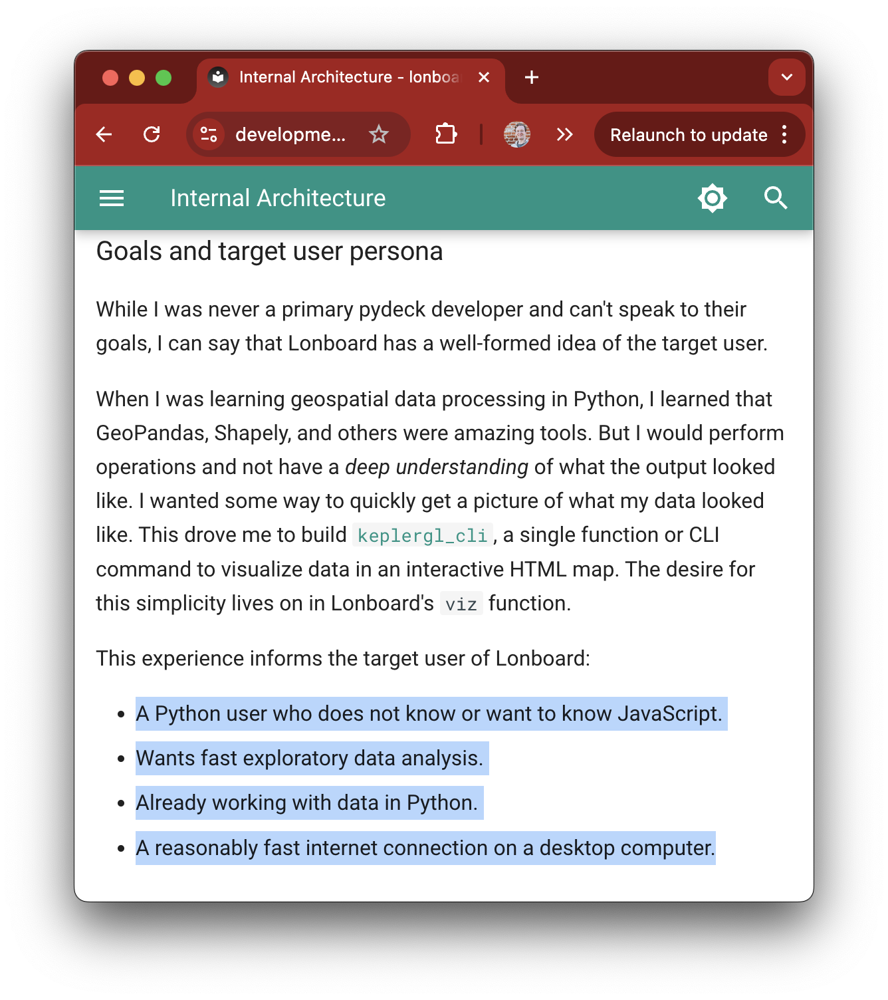 Internal Architecture - lonboa
developme...
Relaunch to update
Internal Architecture
Goals and target user persona
While I was never a primary pydeck developer and can't speak to their
goals, I can say that Lonboard has a well-formed idea of the target user.
When I was learning geospatial data processing in Python, I learned that
GeoPandas, Shapely, and others were amazing tools. But I would perform
operations and not have a deep understanding of what the output looked
like. I wanted some way to quickly get a picture of what my data looked
like. This drove me to build keplergl_cli, a single function or CLI
command to visualize data in an interactive HTML map. The desire for
this simplicity lives on in Lonboard's viz function.
This experience informs the target user of Lonboard:
• A Python user who does not know or want to know JavaScript.
• Wants fast exploratory data analysis.
• Already working with data in Python.
• A reasonably fast internet connection on a desktop computer.